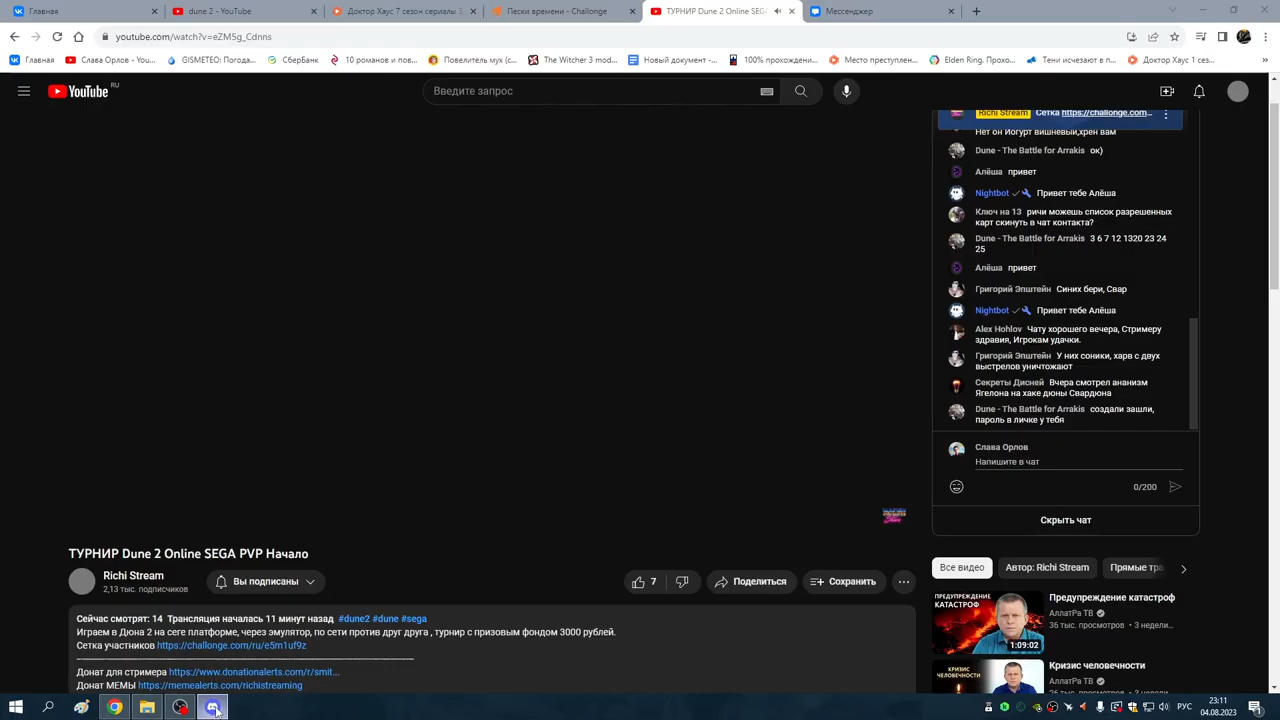 Главная
dune 2 - YouTube
Доктор Хаус 7 сезон сериалы 3
Пески времени - Challonge
ТУРНИР Dune 2 Online SEGA
Мессенджер
youtube.com/watch?v=eZM5g_Cdnns
Главная
Слава Орлов - You...
GISMETEO: Погода...
СберБанк
10 романов и пов...
Повелитель мух (с...
The Witcher 3 mod...
Новый документ -...
100% прохождени...
Место преступлен...
Elden Ring. Прохо...
Тени исчезают в п...
Доктор Хаус 1 сез...
YouTube RU
Введите запрос
Richi Stream Сетка https://challonge.com...
Нет он Йогурт вишневый,хрен вам
Dune - The Battle for Arrakis ок)
Алёша привет
Nightbot Привет тебе Алёша
Ключ на 13 ричи можешь список разрешенных
карт скинуть в чат контакта?
Dune - The Battle for Arrakis 3 6 7 12 1320 23 24
25
Алёша привет
Григорий Эпштейн Синих бери, Свар
Nightbot Привет тебе Алёша
Alex Hohlov Чату хорошего вечера, Стримеру
здравия, Игрокам удачки.
Григорий Эпштейн У них соники, харв с двух
выстрелов уничтожают
Секреты Дисней Вчера смотрел ананизм
Ягелона на хаке дюны Свардюна
Dune - The Battle for Arrakis создали зашли,
пароль в личке у тебя
Слава Орлов
Напишите в чат
0/200
Скрыть чат
ТУРНИР Dune 2 Online SEGA PVP Начало
Richi Stream
2,13 тыс. подписчиков
Вы подписаны
7
Поделиться
Сохранить
Сейчас смотрят: 14 Трансляция началась 11 минут назад #dune2 #dune #sega
Играем в Дюна 2 на сеге платформе, через эмулятор, по сети против друг друга , турнир с призовым фондом 3000 рублей.
Сетка участников https://challonge.com/ru/e5m1uf9z
Донат для стримера https://www.donationalerts.com/r/smit...
Донат МЕМЫ https://memealerts.com/richistreaming
Все видео
Автор: Richi Stream
Прямые тра
ПРЕДУПРЕЖДЕНИЕ
КАТАСТРОФ
1:09:02
Предупреждение катастроф
АллатРа ТВ
36 тыс. просмотров • 3 недели...
КРИЗИС
ЧЕЛОВЕЧНОСТИ
Кризис человечности
АллатРа ТВ
РУС
23:11
04.08.2023